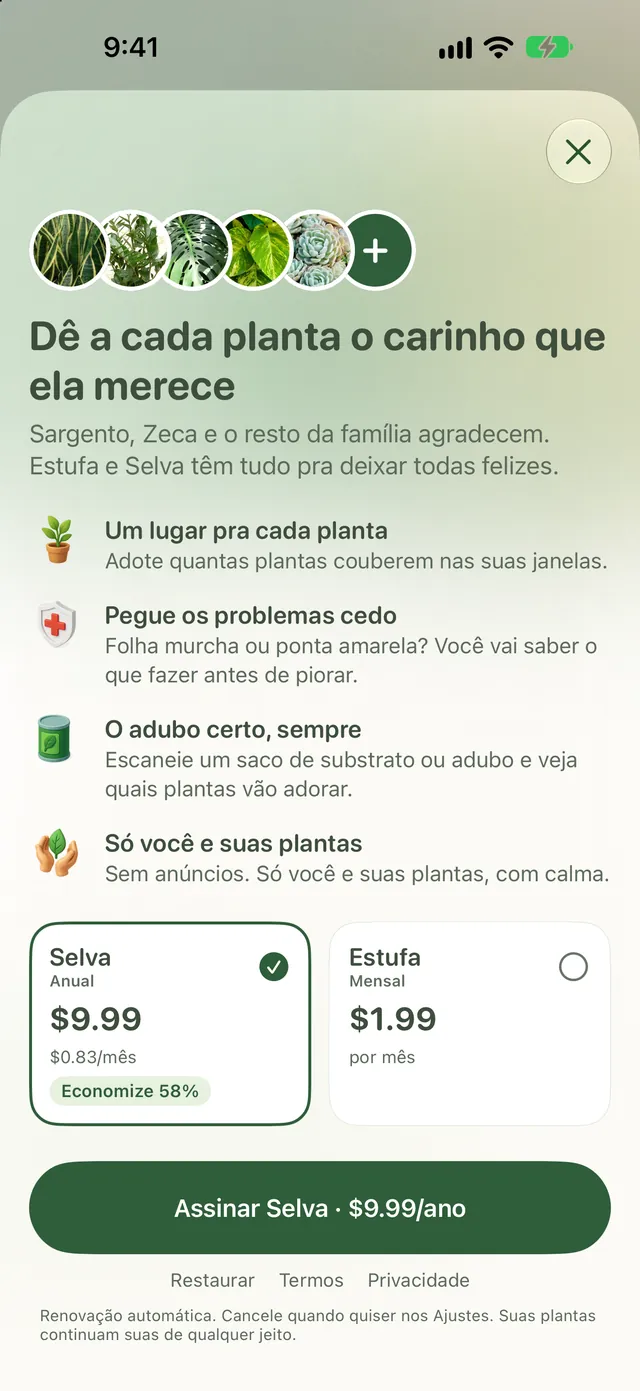 9:41
Dê a cada planta o carinho que
ela merece
Sargento, Zeca e o resto da família agradecem.
Estufa e Selva têm tudo pra deixar todas felizes.
Um lugar pra cada planta
Adote quantas plantas couberem nas suas janelas.
Pegue os problemas cedo
Folha murcha ou ponta amarela? Você vai saber o
que fazer antes de piorar.
O adubo certo, sempre
Escaneie um saco de substrato ou adubo e veja
quais plantas vão adorar.
Só você e suas plantas
Sem anúncios. Só você e suas plantas, com calma.
Selva
Anual
$9.99
$0.83/mês
Economize 58%
Estufa
Mensal
$1.99
por mês
Assinar Selva · $9.99/ano
Restaurar Termos Privacidade
Renovação automática. Cancele quando quiser nos Ajustes. Suas plantas
continuam suas de qualquer jeito.